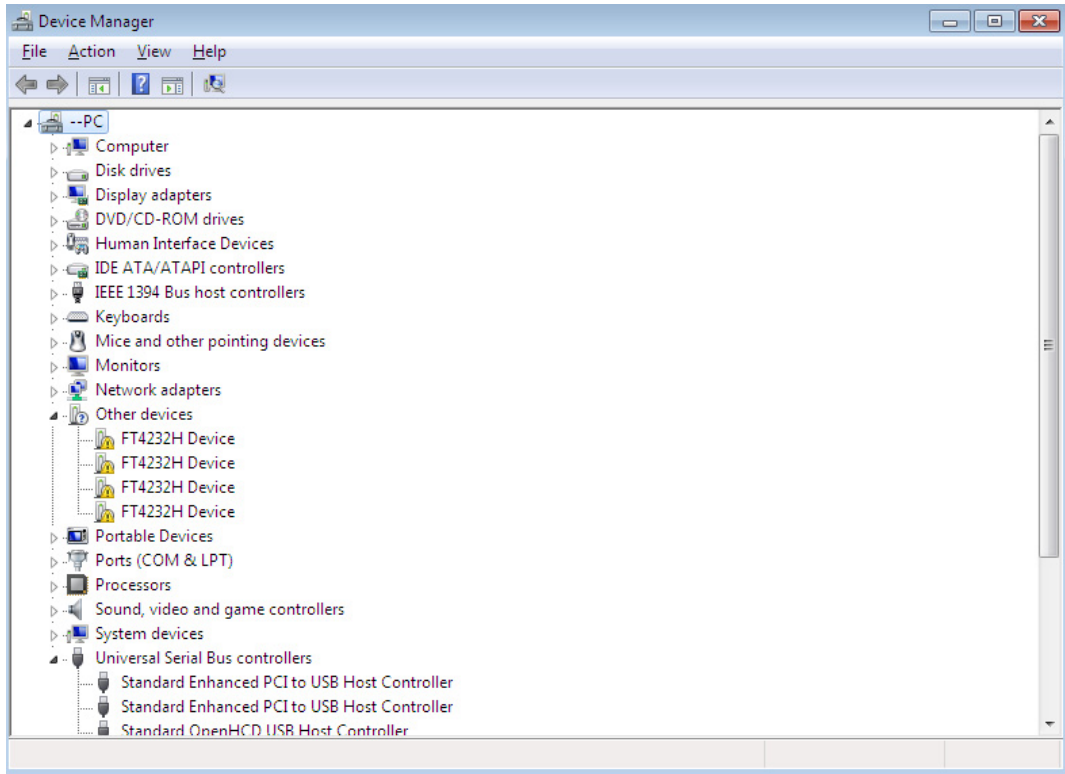 Device Manager
File Action View Help
--PC
Computer
Disk drives
Display adapters
DVD/CD-ROM drives
Human Interface Devices
IDE ATA/ATAPI controllers
IEEE 1394 Bus host controllers
Keyboards
Mice and other pointing devices
Monitors
Network adapters
Other devices
FT4232H Device
FT4232H Device
FT4232H Device
FT4232H Device
Portable Devices
Ports (COM & LPT)
Processors
Sound, video and game controllers
System devices
Universal Serial Bus controllers
Standard Enhanced PCI to USB Host Controller
Standard Enhanced PCI to USB Host Controller
Standard OpenHCD USB Host Controller